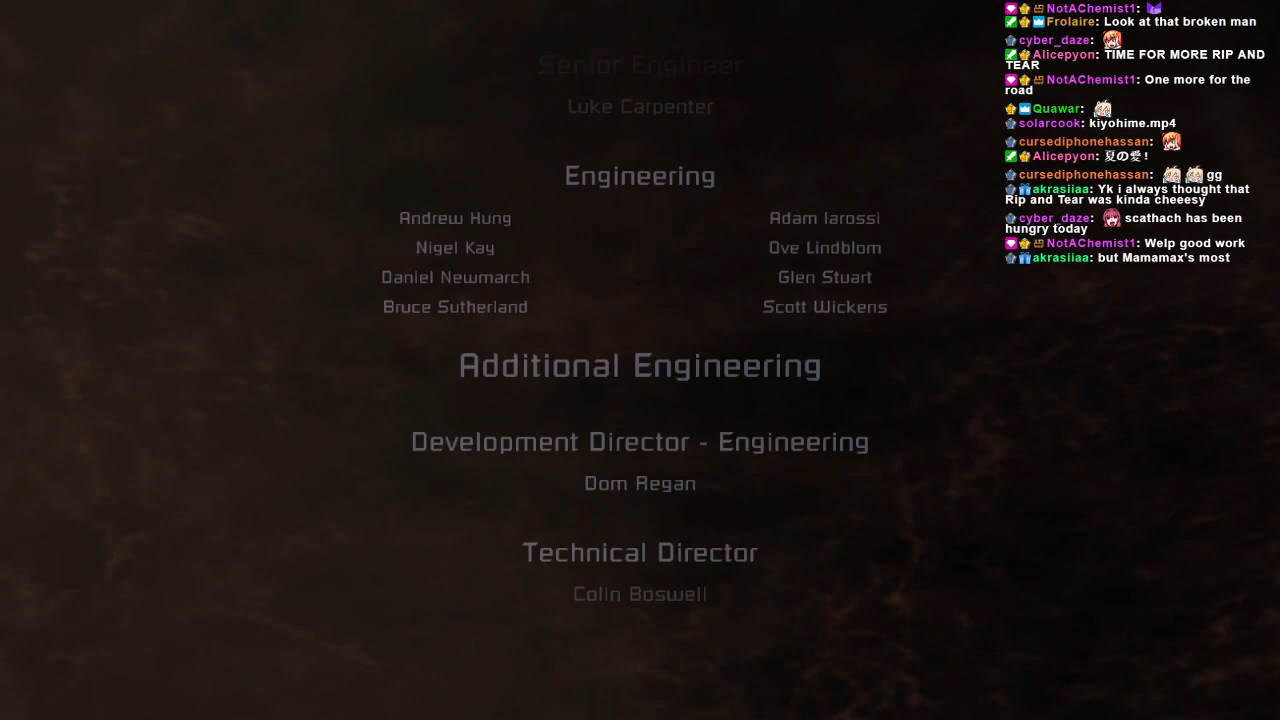 Senior Engineer
Luke Carpenter
Engineering
Andrew Hung
Adam Iarossi
Nigel Kay
Ove Lindblom
Daniel Newmarch
Glen Stuart
Bruce Sutherland
Scott Wickens
Additional Engineering
Development Director - Engineering
Dom Regan
Technical Director
Colin Boswell
NotAChemist1:
Frolaire: Look at that broken man
cyber_daze:
Alicepyon: TIME FOR MORE RIP AND
TEAR
NotAChemist1: One more for the
road
Quawar:
solarcook: kiyohime.mp4
cursediphonehassan:
Alicepyon: 夏の愛!
cursediphonehassan: gg
akrasiiaa: Yk i always thought that
Rip and Tear was kinda cheeesy
cyber_daze: scathach has been
hungry today
NotAChemist1: Welp good work
akrasiiaa: but Mamamax's most